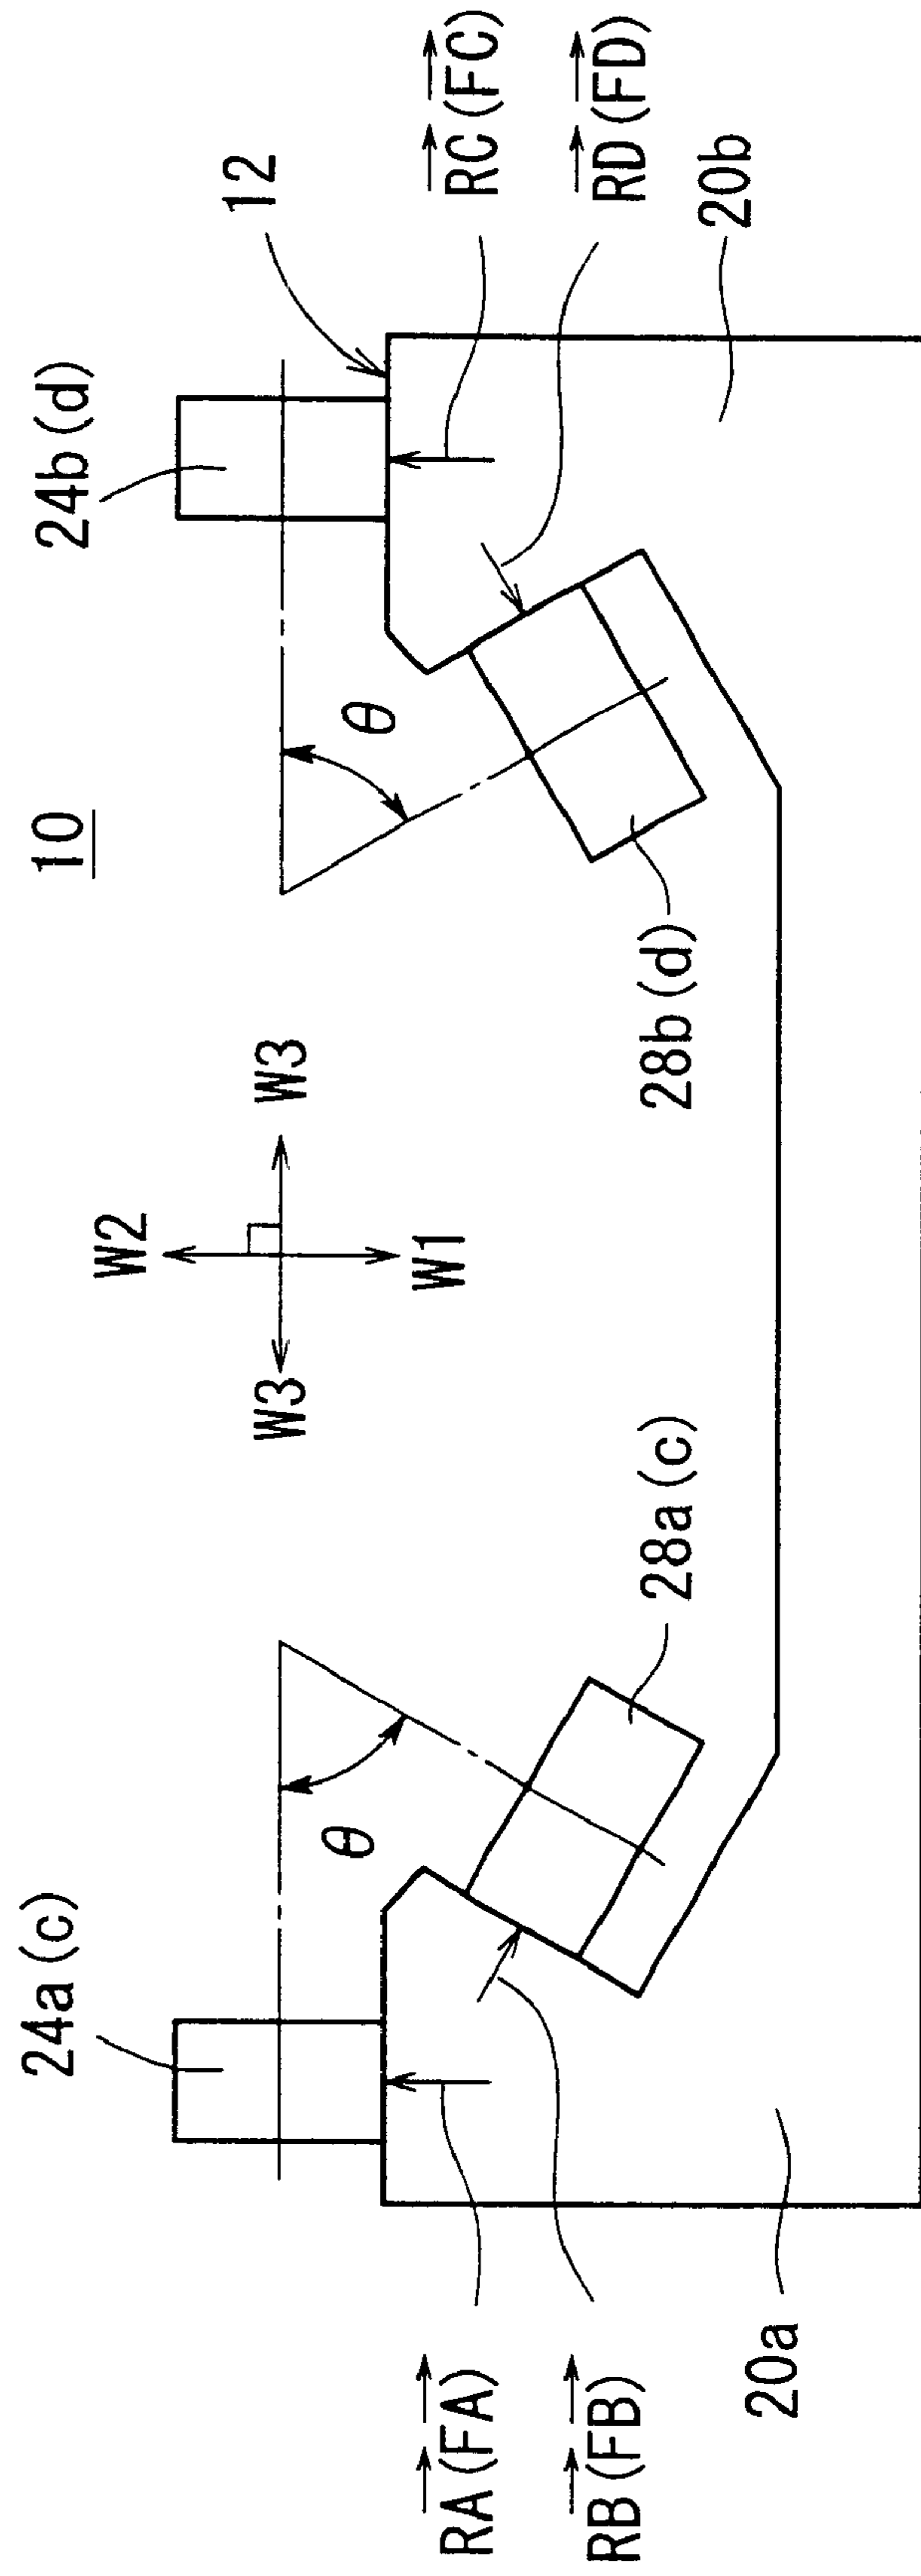 10
24a(c)
24b(d)
12
W2
W3
W3
W1
θ
θ
RA(FA)
RB(FB)
RC(FC)
RD(FD)
28a(c)
28b(d)
20a
20b